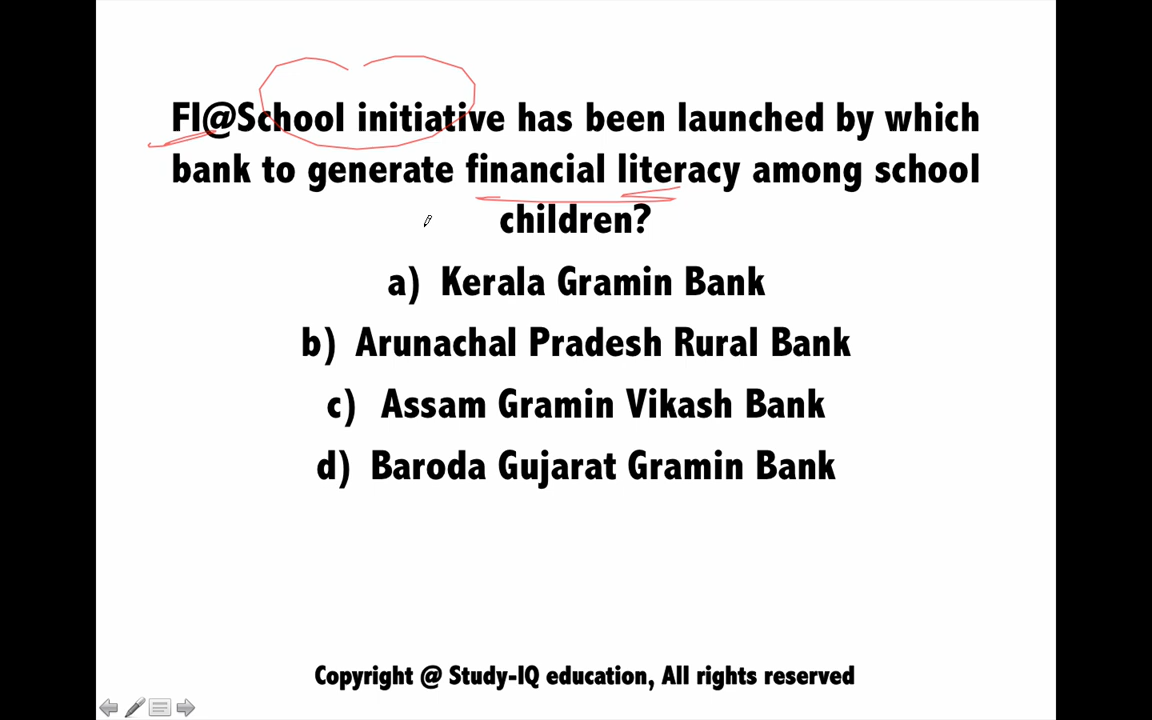 FI@School initiative has been launched by which
bank to generate financial literacy among school
children?
a) Kerala Gramin Bank
b) Arunachal Pradesh Rural Bank
c) Assam Gramin Vikash Bank
d) Baroda Gujarat Gramin Bank
Copyright @ Study-IQ education, All rights reserved